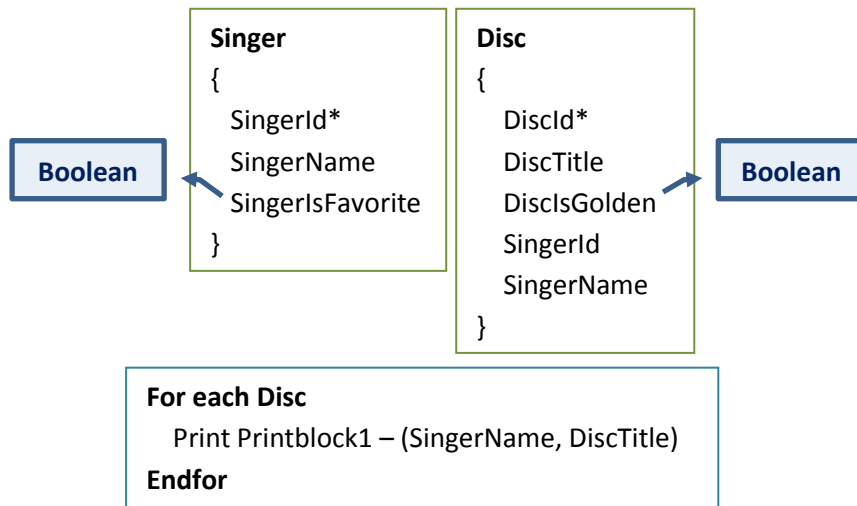 Singer
{
SingerId*
SingerName
SingerIsFavorite
}
Boolean
Disc
{
DiscId*
DiscTitle
DiscIsGolden
SingerId
SingerName
}
Boolean
For each Disc
Print Printblock1 – (SingerName, DiscTitle)
Endfor